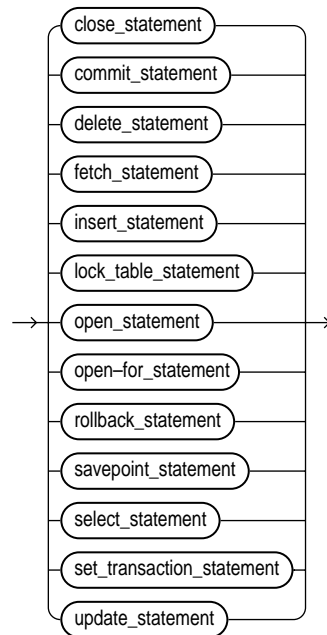 close_statement
commit_statement
delete_statement
fetch_statement
insert_statement
lock_table_statement
open_statement
open–for_statement
rollback_statement
savepoint_statement
select_statement
set_transaction_statement
update_statement